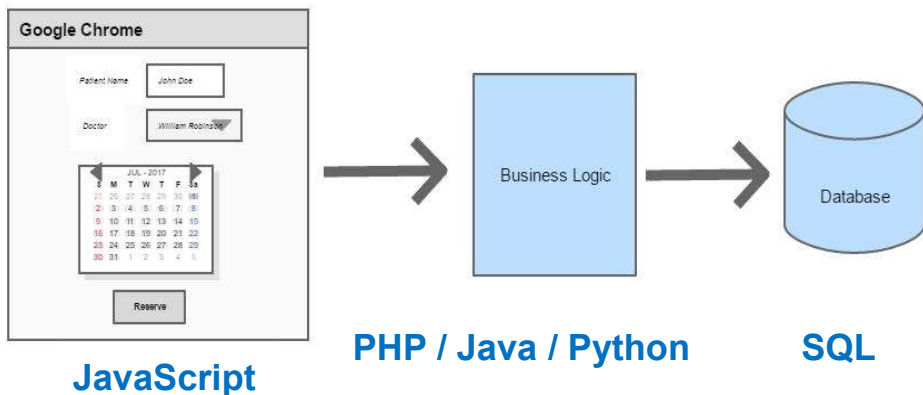 Google Chrome
Patient Name
John Doe
Doctor
William Robinson
JUL - 2017
S M T W T F Sa
25 26 27 28 29 30
2 3 4 5 6 7 8
9 10 11 12 13 14 15
16 17 18 19 20 21 22
23 24 25 26 27 28 29
30 31 1 2 3 4 5
Reserve
Business Logic
Database
JavaScript
PHP / Java / Python
SQL